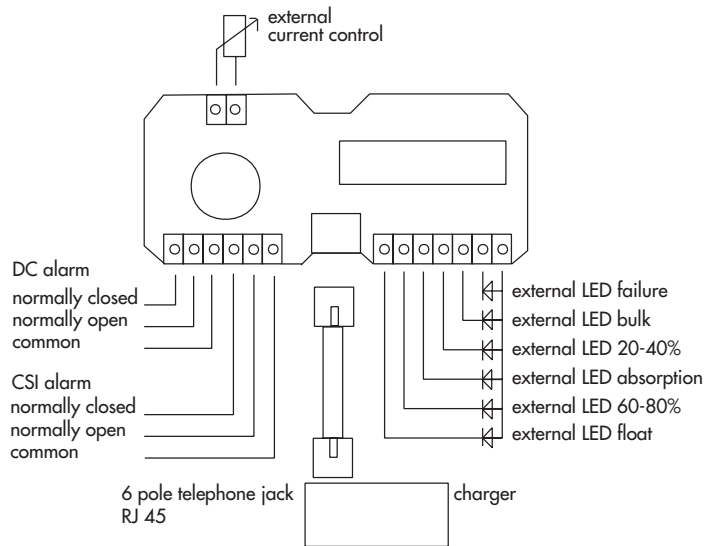 external
current control
DC alarm
normally closed
normally open
common
CSI alarm
normally closed
normally open
common
external LED failure
external LED bulk
external LED 20-40%
external LED absorption
external LED 60-80%
external LED float
6 pole telephone jack
RJ 45
charger